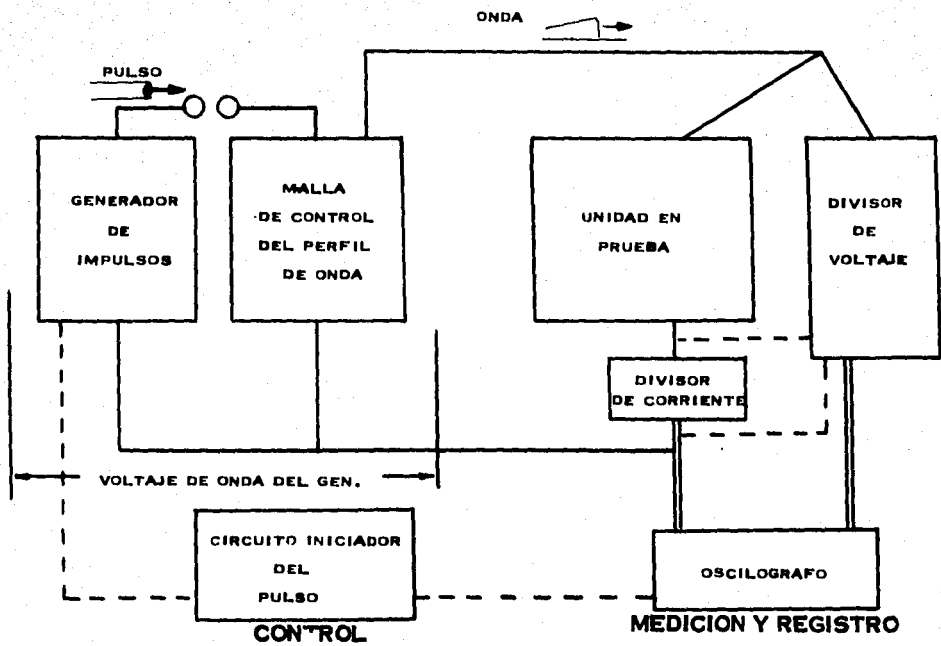 ONDA
PULSO
GENERADOR
DE
IMPULSOS
MALLA
DE CONTROL
DEL PERFIL
DE ONDA
UNIDAD EN
PRUEBA
DIVISOR
DE
VOLTAJE
DIVISOR
DE CORRIENTE
VOLTAJE DE ONDA DEL GEN.
CIRCUITO INICIADOR
DEL
PULSO
OSCILOGRAFO
CONTROL
MEDICION Y REGISTRO